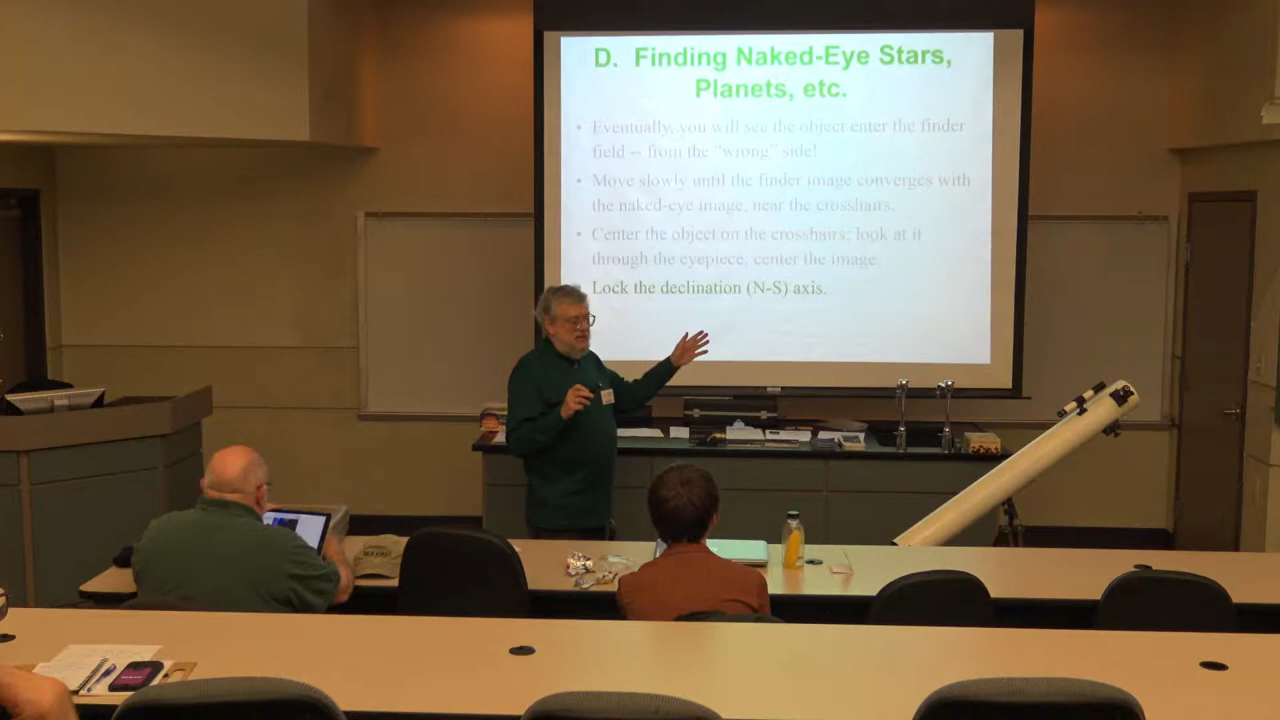 D. Finding Naked-Eye Stars,
Planets, etc.
• Eventually, you will see the object enter the finder
field -- from the "wrong" side!
• Move slowly until the finder image converges with
the naked-eye image, near the crosshairs.
• Center the object on the crosshairs; look at it
through the eyepiece; center the image.
Lock the declination (N-S) axis.